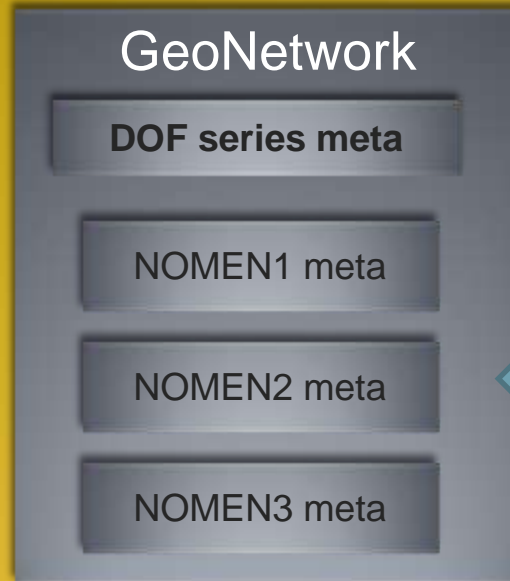 GeoNetwork
DOF series meta
NOMEN1 meta
NOMEN2 meta
NOMEN3 meta